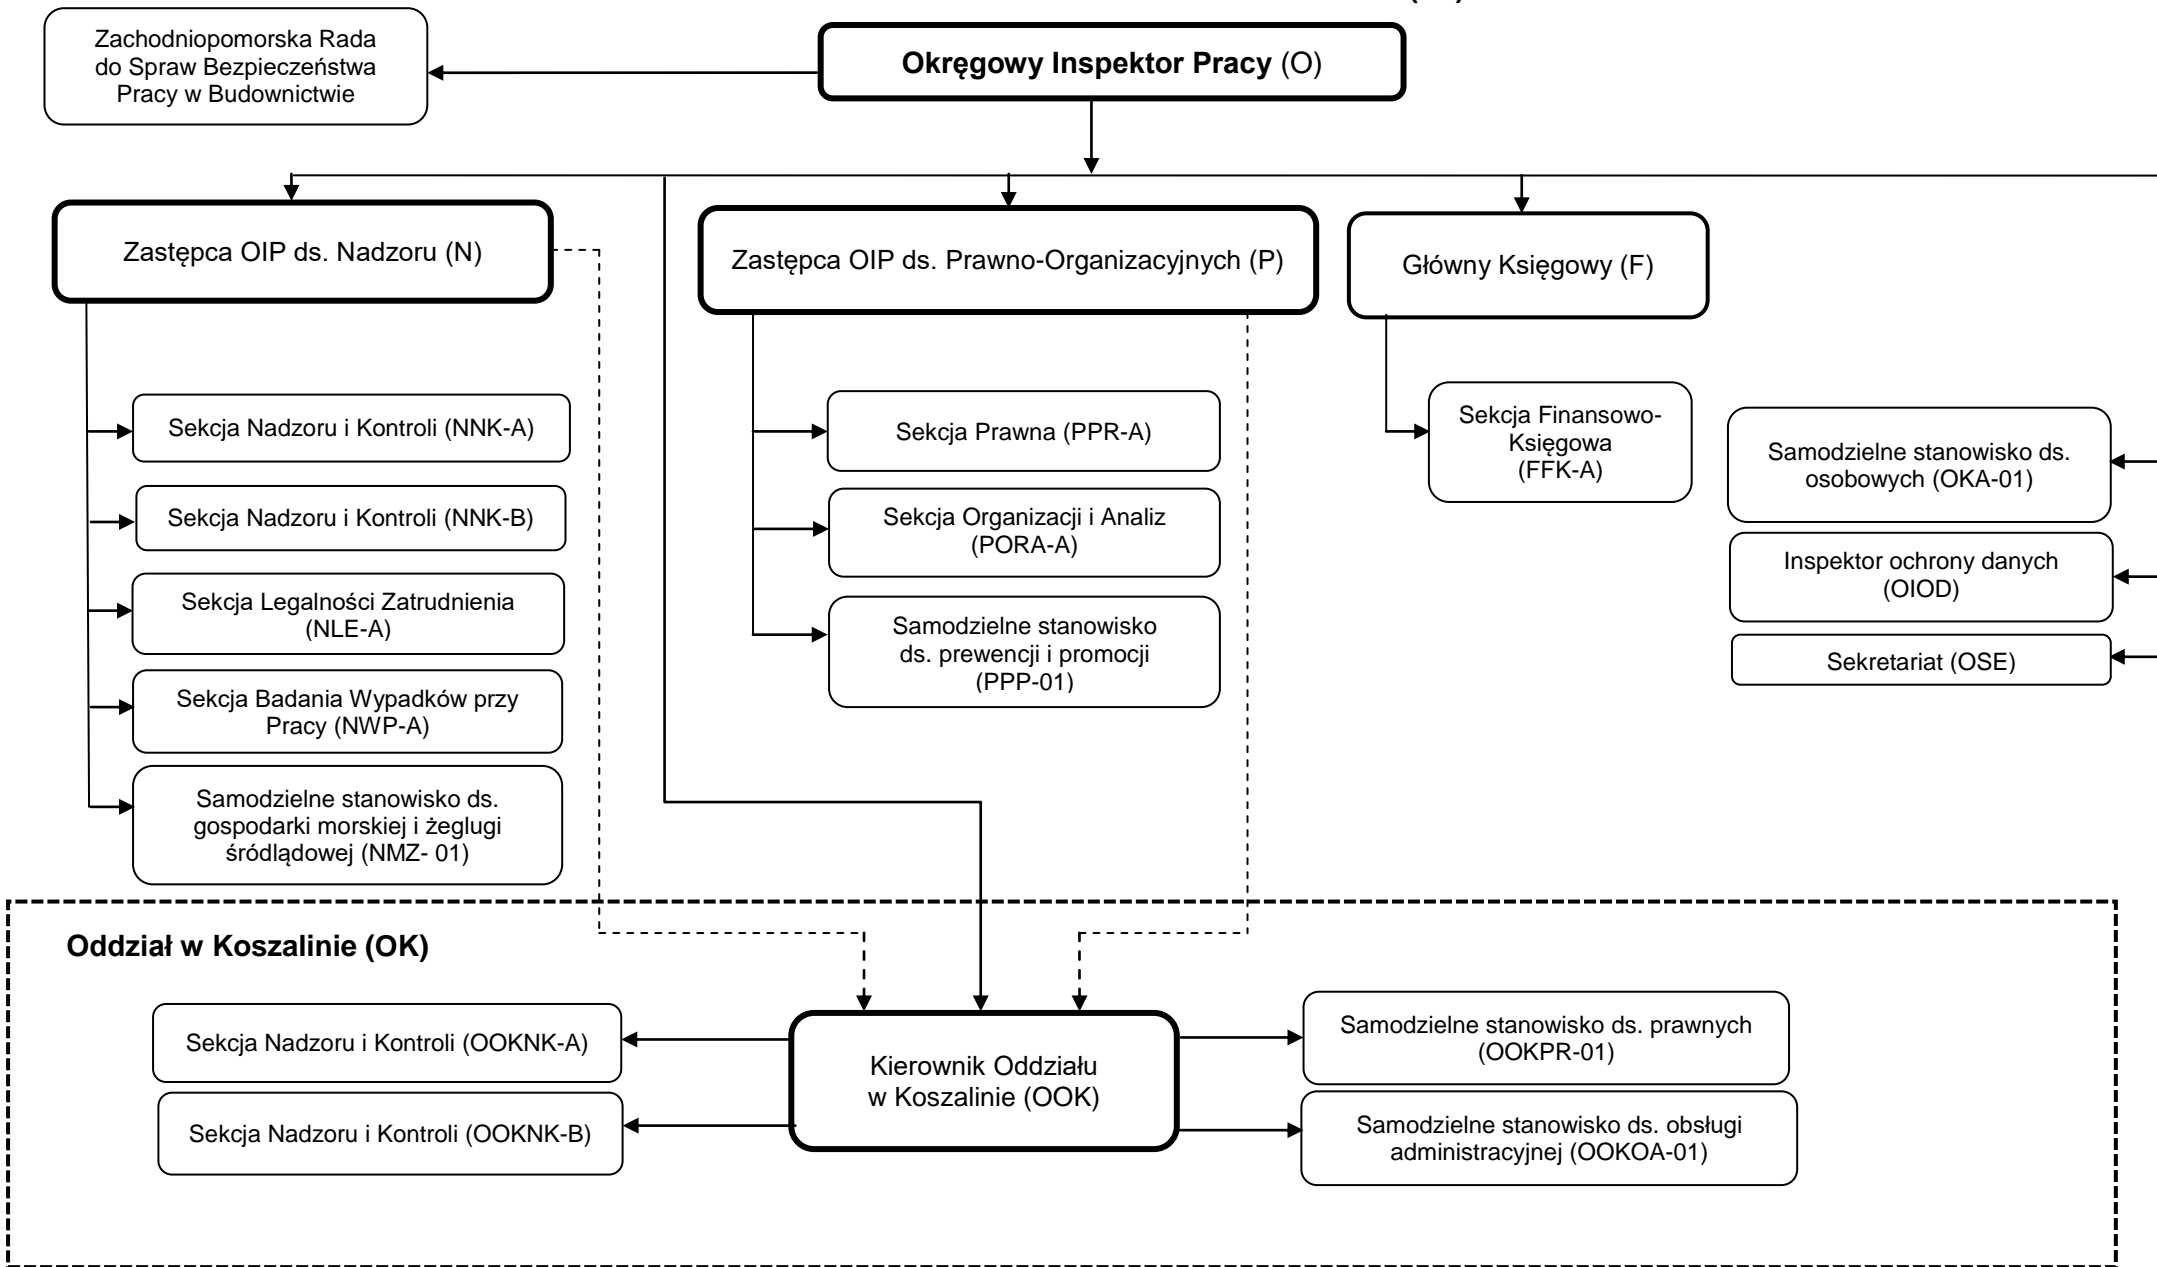 Zachodniopomorska Rada
do Spraw Bezpieczeństwa
Pracy w Budownictwie
Okręgowy Inspektor Pracy (O)
Zastępca OIP ds. Nadzoru (N)
Zastępca OIP ds. Prawno-Organizacyjnych (P)
Główny Księgowy (F)
Sekcja Nadzoru i Kontroli (NNK-A)
Sekcja Nadzoru i Kontroli (NNK-B)
Sekcja Legalności Zatrudnienia
(NLE-A)
Sekcja Badania Wypadków przy
Pracy (NWP-A)
Samodzielne stanowisko ds.
gospodarki morskiej i żeglugi
śródlądowej (NMZ- 01)
Sekcja Prawna (PPR-A)
Sekcja Organizacji i Analiz
(PORA-A)
Samodzielne stanowisko
ds. prewencji i promocji
(PPP-01)
Sekcja Finansowo-
Księgowa
(FFK-A)
Samodzielne stanowisko ds.
osobowych (OKA-01)
Inspektor ochrony danych
(OIOD)
Sekretariat (OSE)
Oddział w Koszalinie (OK)
Sekcja Nadzoru i Kontroli (OOKNK-A)
Sekcja Nadzoru i Kontroli (OOKNK-B)
Kierownik Oddziału
w Koszalinie (OOK)
Samodzielne stanowisko ds. prawnych
(OOKPR-01)
Samodzielne stanowisko ds. obsługi
administracyjnej (OOKOA-01)